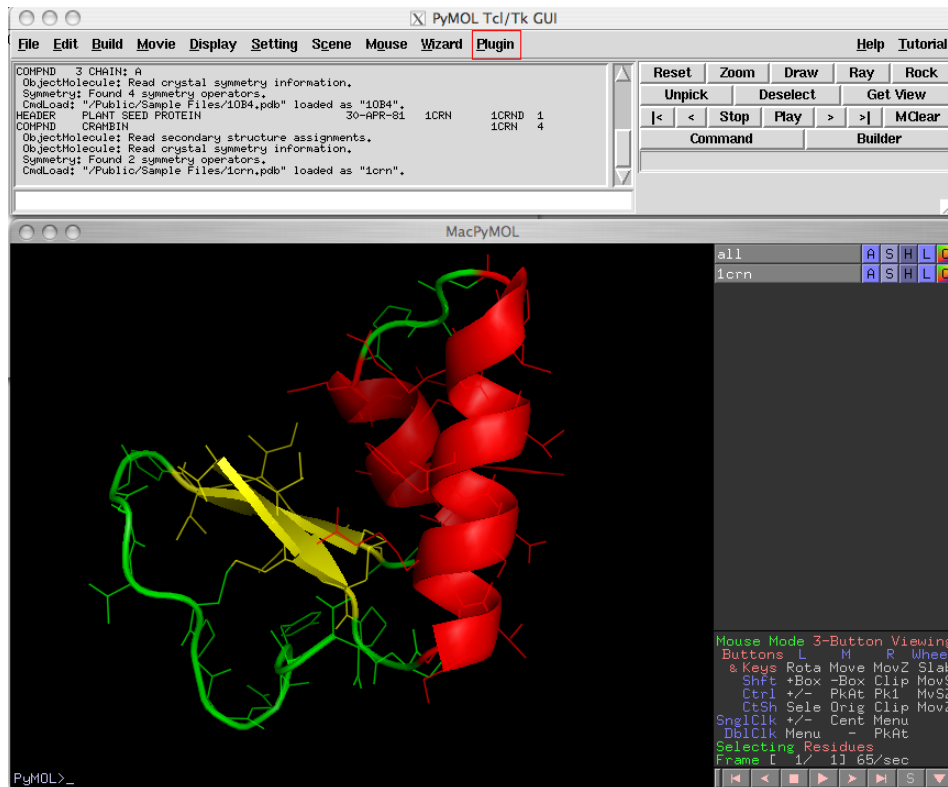 X PyMOL Tcl/Tk GUI
File Edit Build Movie Display Setting Scene Mouse Wizard Plugin Help Tutorial
COMPND   3 CHAIN: A
ObjectMolecule: Read crystal symmetry information.
Symmetry: Found 4 symmetry operators.
CmdLoad: "/Public/Sample Files/1OB4.pdb" loaded as "1OB4".
HEADER    PLANT SEED PROTEIN                      30-APR-81   1CRN      1CRND  1
COMPND    CRAMBIN                                                       1CRN   4
ObjectMolecule: Read secondary structure assignments.
ObjectMolecule: Read crystal symmetry information.
Symmetry: Found 2 symmetry operators.
CmdLoad: "/Public/Sample Files/1crn.pdb" loaded as "1crn".
Reset Zoom Draw Ray Rock
Unpick Deselect Get View
|< < Stop Play > >| MClear
Command Builder
MacPyMOL
all A S H L C
1crn A S H L C
Mouse Mode 3-Button Viewing
Buttons L M R Whee
& Keys Rota Move MovZ Slab
Shft +Box -Box Clip MovS
Ctrl +/- PkAt Pk1 MvSZ
CtSh Sele Orig Clip MovZ
SnglClk +/- Cent Menu
DblClk Menu - PkAt
Selecting Residues
Frame [ 1/ 1] 65/sec
PyMOL>_
S